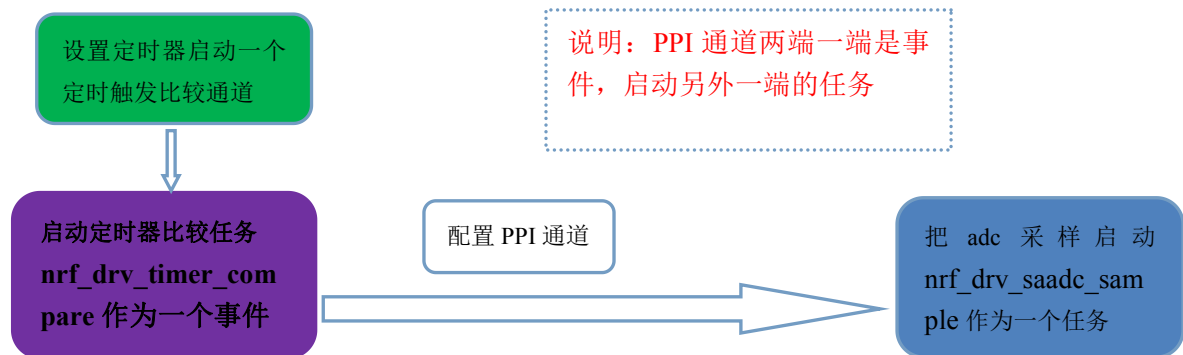 设置定时器启动一个
定时触发比较通道
说明：PPI 通道两端一端是事
件，启动另外一端的任务
启动定时器比较任务
nrf_drv_timer_com
pare 作为一个事件
配置 PPI 通道
把 adc 采样启动
nrf_drv_saadc_sam
ple 作为一个任务